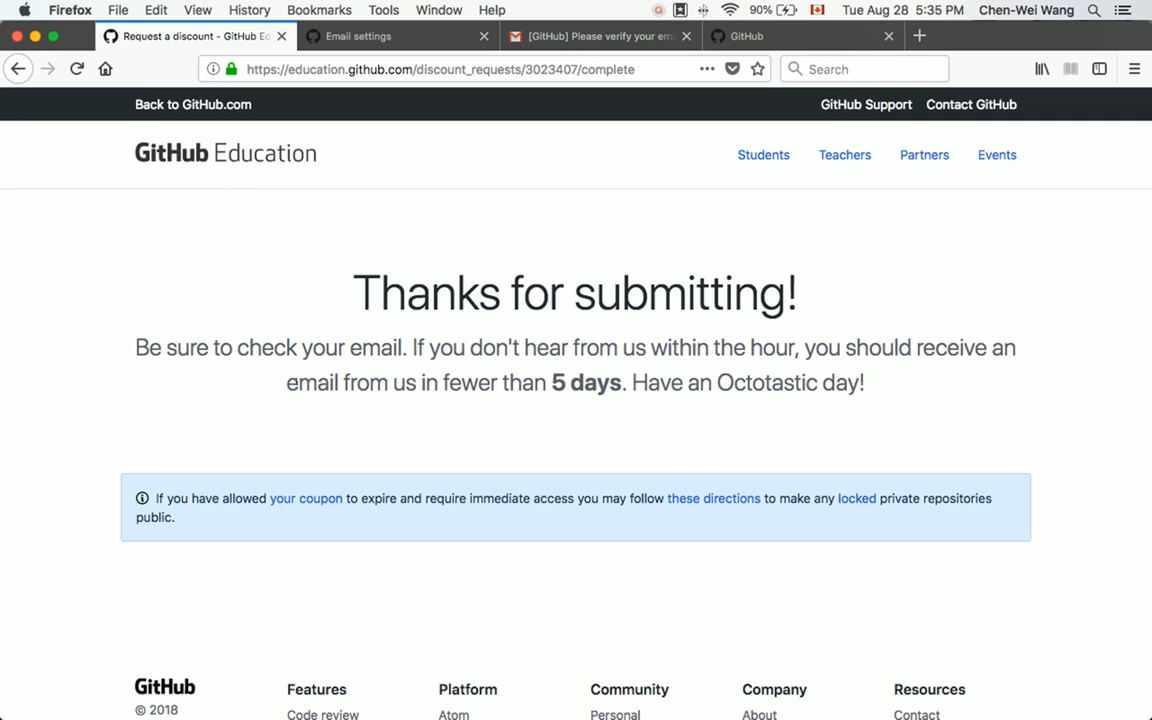 Firefox File Edit View History Bookmarks Tools Window Help 90% Tue Aug 28 5:35 PM Chen-Wei Wang
Request a discount - GitHub Ed Email settings [GitHub] Please verify your ema GitHub
https://education.github.com/discount_requests/3023407/complete Search
Back to GitHub.com GitHub Support Contact GitHub
GitHub Education Students Teachers Partners Events
Thanks for submitting!
Be sure to check your email. If you don't hear from us within the hour, you should receive an
email from us in fewer than 5 days. Have an Octotastic day!
If you have allowed your coupon to expire and require immediate access you may follow these directions to make any locked private repositories
public.
GitHub Features Platform Community Company Resources
© 2018 Code review Atom Personal About Contact